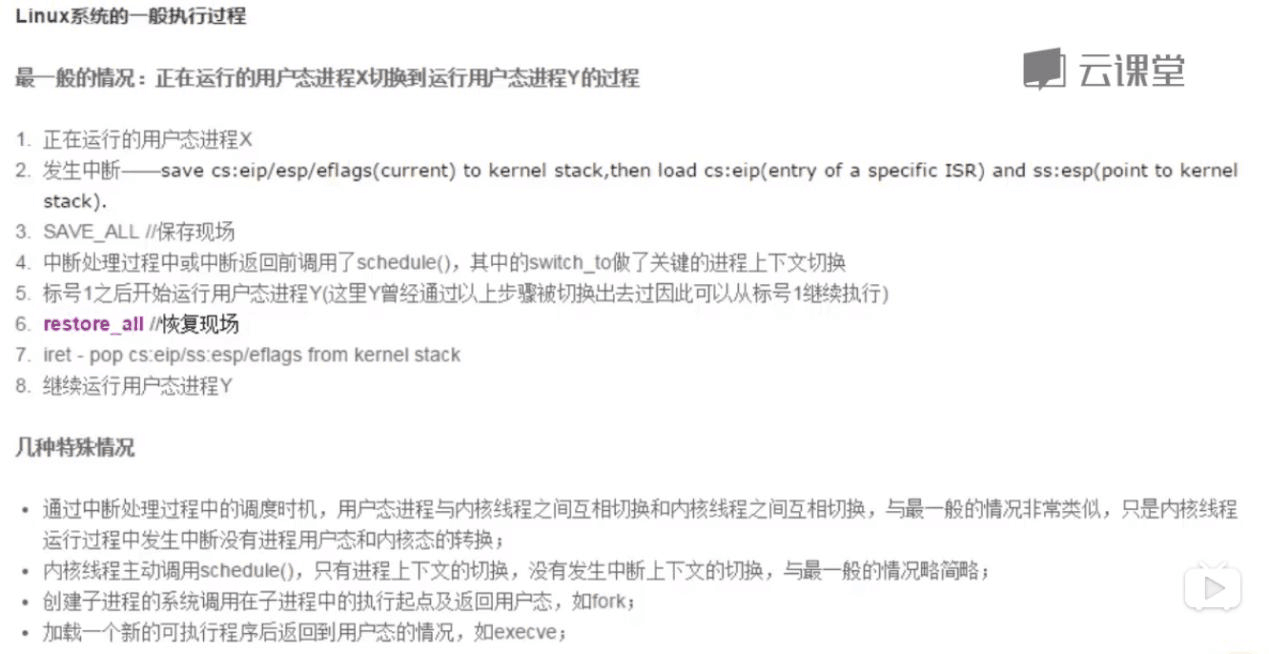 Linux系统的一般执行过程
云课堂
最一般的情况：正在运行的用户态进程X切换到运行用户态进程Y的过程
1. 正在运行的用户态进程X
2. 发生中断——save cs:eip/esp/eflags(current) to kernel stack,then load cs:eip(entry of a specific ISR) and ss:esp(point to kernel
stack).
3. SAVE_ALL //保存现场
4. 中断处理过程中或中断返回前调用了schedule()，其中的switch_to做了关键的进程上下文切换
5. 标号1之后开始运行用户态进程Y(这里Y曾经通过以上步骤被切换出去过因此可以从标号1继续执行)
6. restore_all //恢复现场
7. iret - pop cs:eip/ss:esp/eflags from kernel stack
8. 继续运行用户态进程Y
几种特殊情况
• 通过中断处理过程中的调度时机，用户态进程与内核线程之间互相切换和内核线程之间互相切换，与最一般的情况非常类似，只是内核线程
运行过程中发生中断没有进程用户态和内核态的转换；
• 内核线程主动调用schedule()，只有进程上下文的切换，没有发生中断上下文的切换，与最一般的情况略简略；
• 创建子进程的系统调用在子进程中的执行起点及返回用户态，如fork；
• 加载一个新的可执行程序后返回到用户态的情况，如execve；